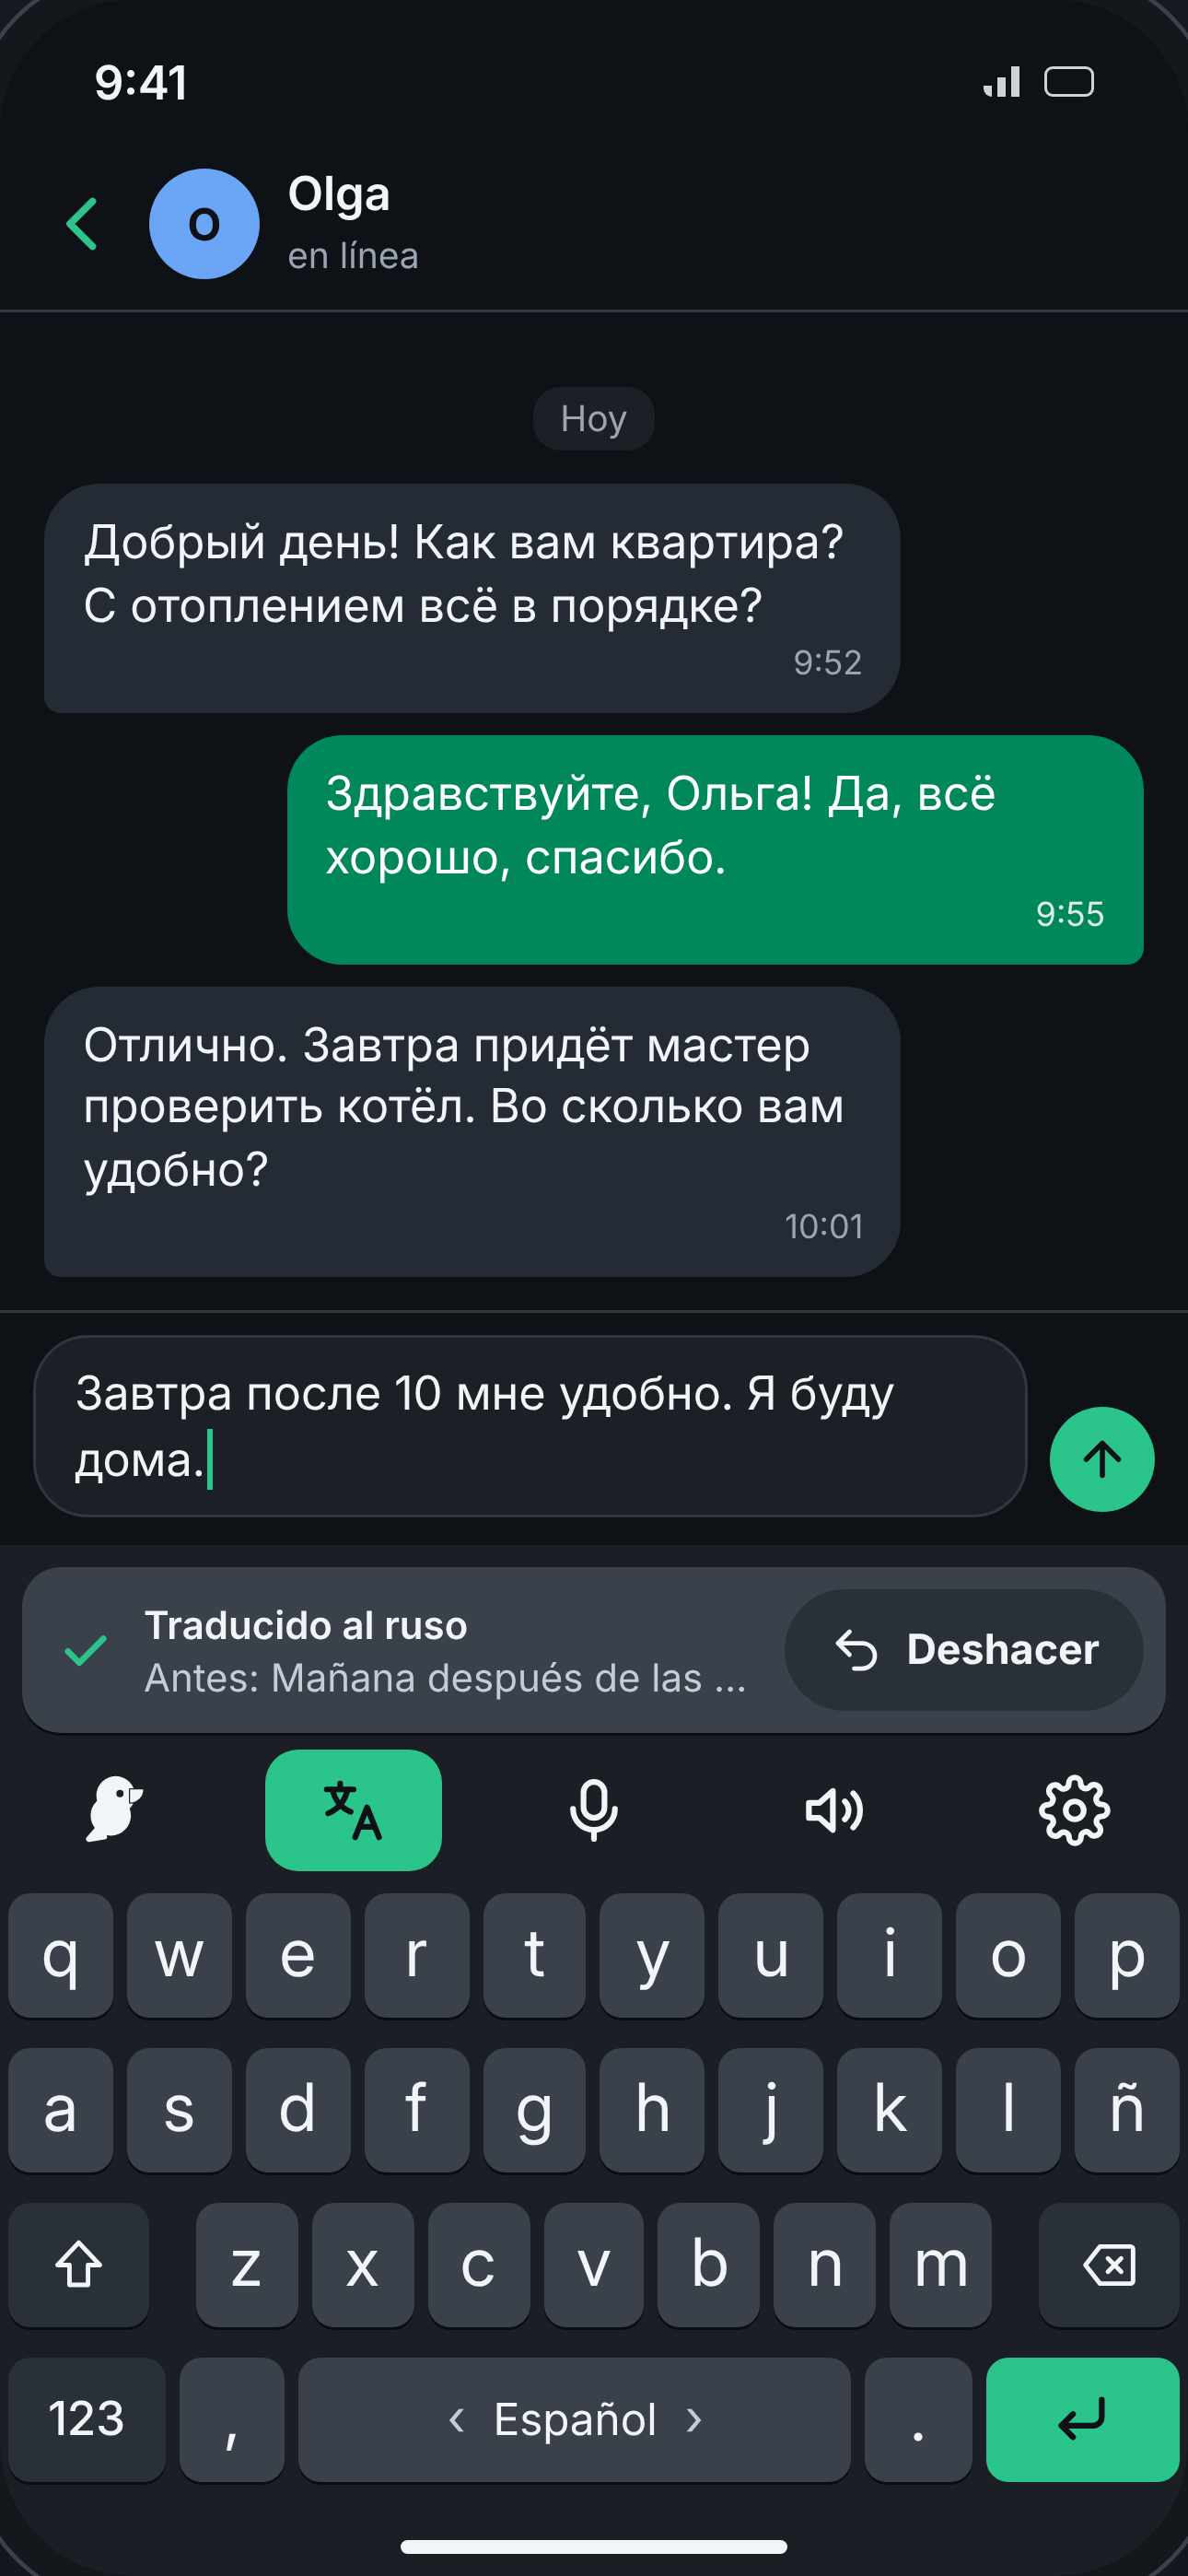 9:41
O
Olga
en línea
Hoy
Добрый день! Как вам квартира?
С отоплением всё в порядке?
9:52
Здравствуйте, Ольга! Да, всё
хорошо, спасибо.
9:55
Отлично. Завтра придёт мастер
проверить котёл. Во сколько вам
удобно?
10:01
Завтра после 10 мне удобно. Я буду
дома.
Traducido al ruso
Antes: Mañana después de las ...
Deshacer
q w e r t y u i o p
a s d f g h j k l ñ
z x c v b n m
123 , ‹ Español › .